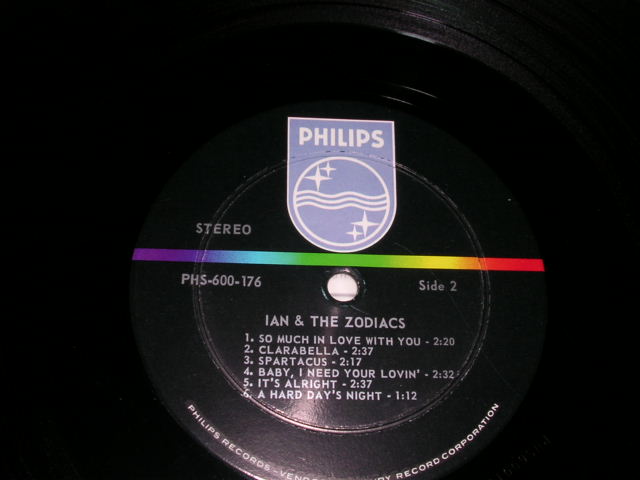 PHILIPS
STEREO
PHS-600-176 Side 2
IAN & THE ZODIACS
1. SO MUCH IN LOVE WITH YOU - 2:20
2. CLARABELLA - 2:37
3. SPARTACUS - 2:17
4. BABY, I NEED YOUR LOVIN' - 2:32
5. IT'S ALRIGHT - 2:37
6. A HARD DAY'S NIGHT - 1:12
PHILIPS RECORDS RECORD CORPORATION